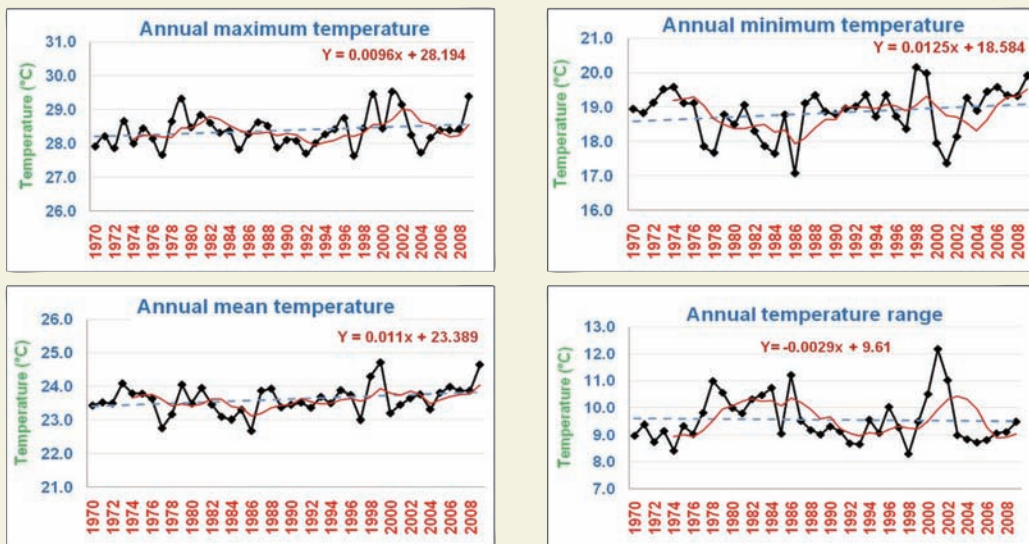 Annual maximum temperature
Y = 0.0096x + 28.194
Temperature (°C)
31.0
30.0
29.0
28.0
27.0
26.0
1970 1972 1974 1976 1978 1980 1982 1984 1986 1988 1990 1992 1994 1996 1998 2000 2002 2004 2006 2008
Annual minimum temperature
Y = 0.0125x + 18.584
Temperature (°C)
21.0
20.0
19.0
18.0
17.0
16.0
1970 1972 1974 1976 1978 1980 1982 1984 1986 1988 1990 1992 1994 1996 1998 2000 2002 2004 2006 2008
Annual mean temperature
Y = 0.011x + 23.389
Temperature (°C)
26.0
25.0
24.0
23.0
22.0
21.0
1970 1972 1974 1976 1978 1980 1982 1984 1986 1988 1990 1992 1994 1996 1998 2000 2002 2004 2006 2008
Annual temperature range
Y= -0.0029x + 9.61
Temperature (°C)
13.0
12.0
11.0
10.0
9.0
8.0
7.0
1970 1972 1974 1976 1978 1980 1982 1984 1986 1988 1990 1992 1994 1996 1998 2000 2002 2004 2006 2008